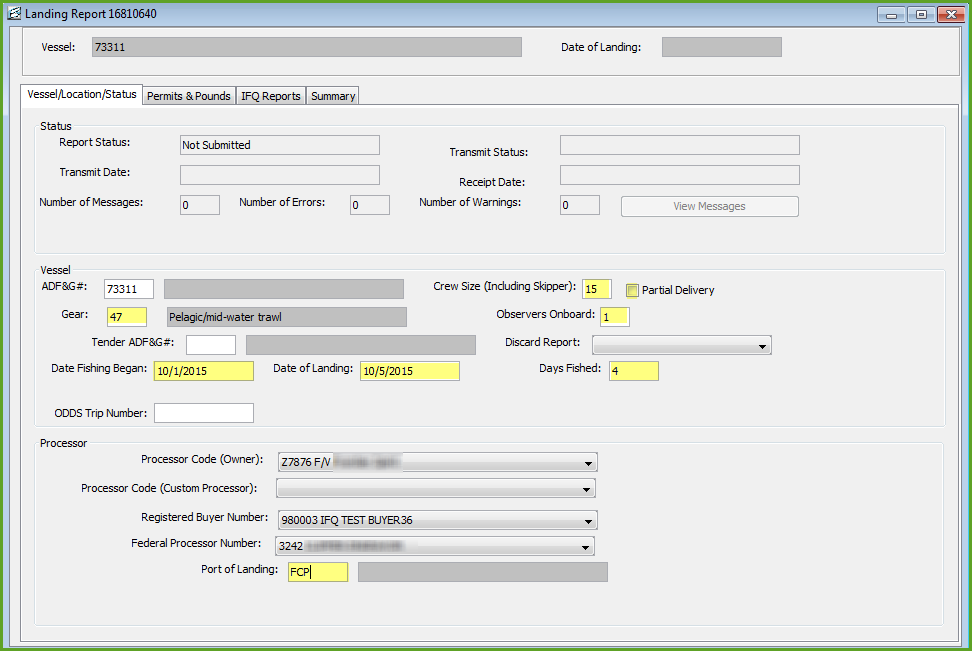 Landing Report 16810640
Vessel: 73311 Date of Landing:
Vessel/Location/Status Permits & Pounds IFQ Reports Summary
Status
Report Status: Not Submitted Transmit Status:
Transmit Date: Receipt Date:
Number of Messages: 0 Number of Errors: 0 Number of Warnings: 0 View Messages
Vessel
ADF&G#: 73311 Crew Size (Including Skipper): 15 Partial Delivery
Gear: 47 Pelagic/mid-water trawl Observers Onboard: 1
Tender ADF&G#: Discard Report:
Date Fishing Began: 10/1/2015 Date of Landing: 10/5/2015 Days Fished: 4
ODDS Trip Number:
Processor
Processor Code (Owner): Z7876 F/V
Processor Code (Custom Processor):
Registered Buyer Number: 980003 IFQ TEST BUYER36
Federal Processor Number: 3242
Port of Landing: FCP